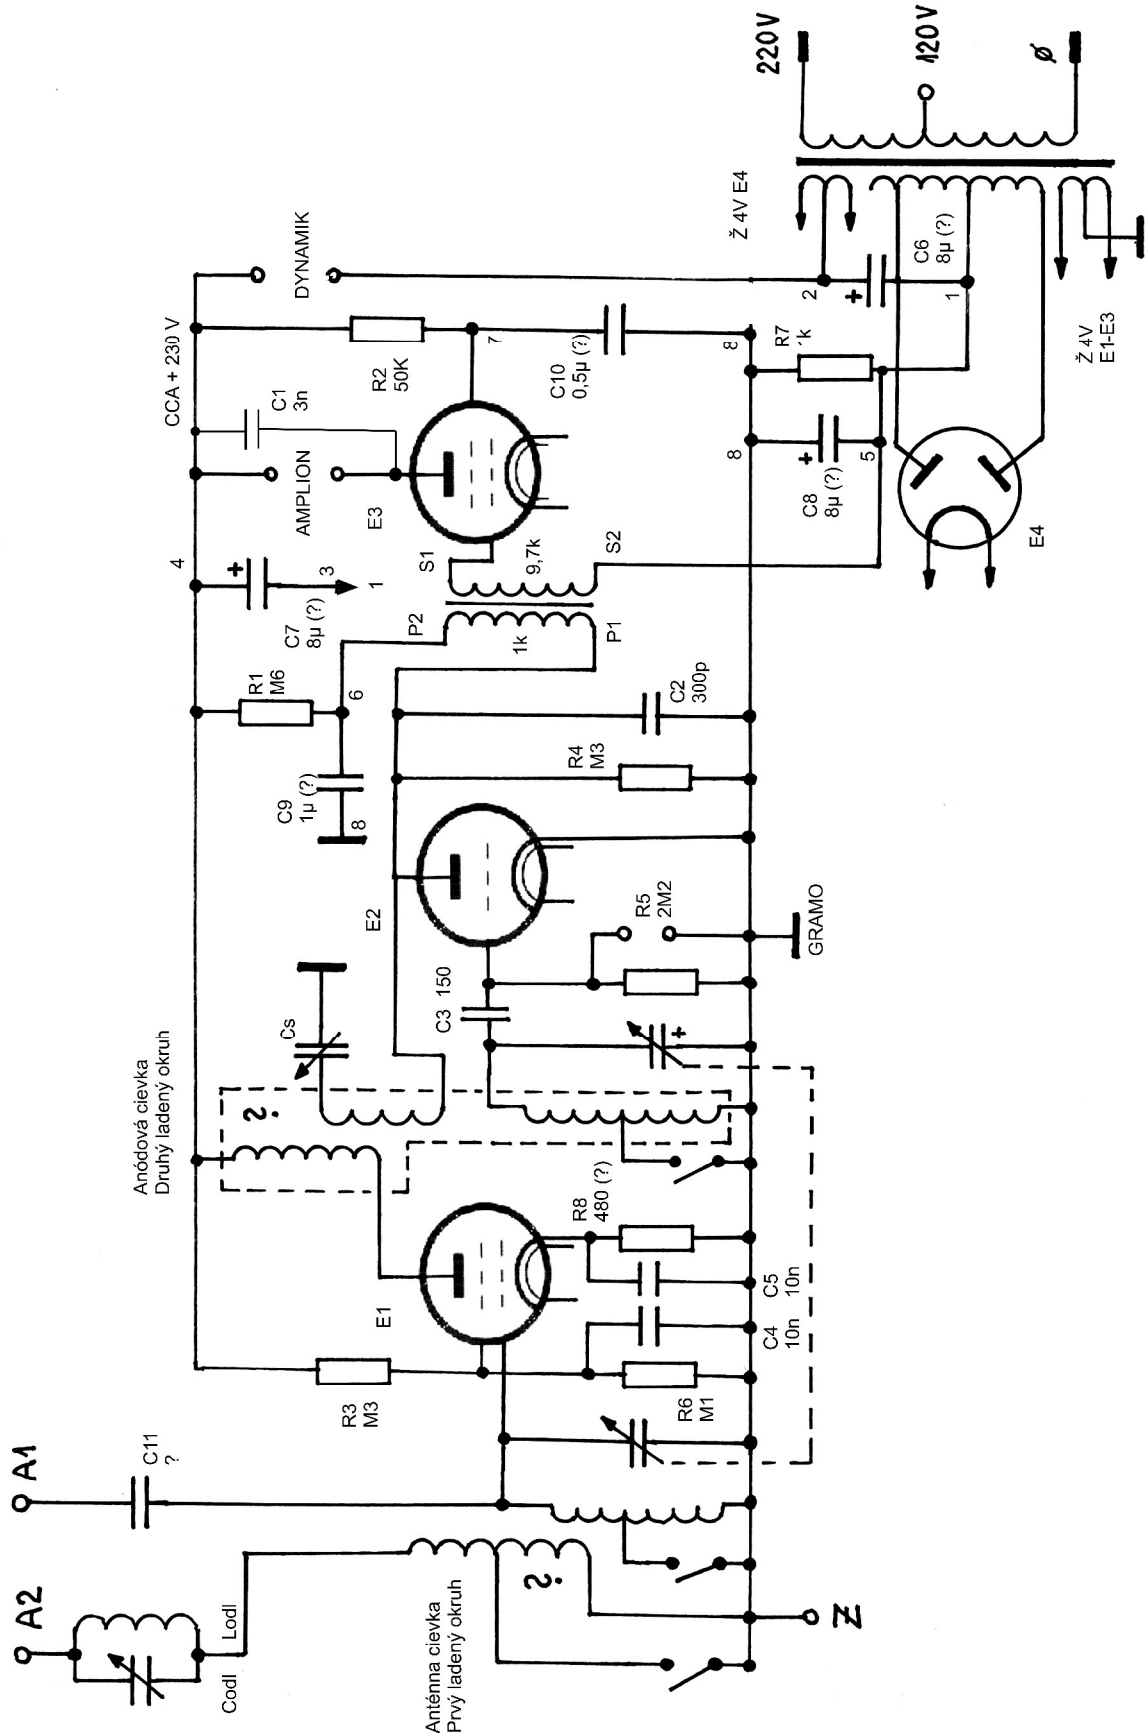 A2
Codl
Lodl
A1
C11
?
Anténna cievka
Prvý ladený okruh
?
Z
R3
M3
R6
M1
E1
C4
10n
C5
10n
R8
480 (?)
Anódová cievka
Druhý ladený okruh
?
Cs
C3 150
+
E2
R5
2M2
GRAMO
C9
1µ (?)
8
R1
M6
6
R4
M3
C2
300p
4
C7
8µ (?)
+
3
1
P2
P1
1k
S1
S2
9,7k
E3
AMPLION
CCA + 230 V
C1
3n
R2
50K
7
C10
0,5µ (?)
8
DYNAMIK
8
C8
8µ (?)
+
5
R7
1k
2
+
1
C6
8µ (?)
E4
Ž 4V E4
Ž 4V
E1-E3
220V
120V
Ø